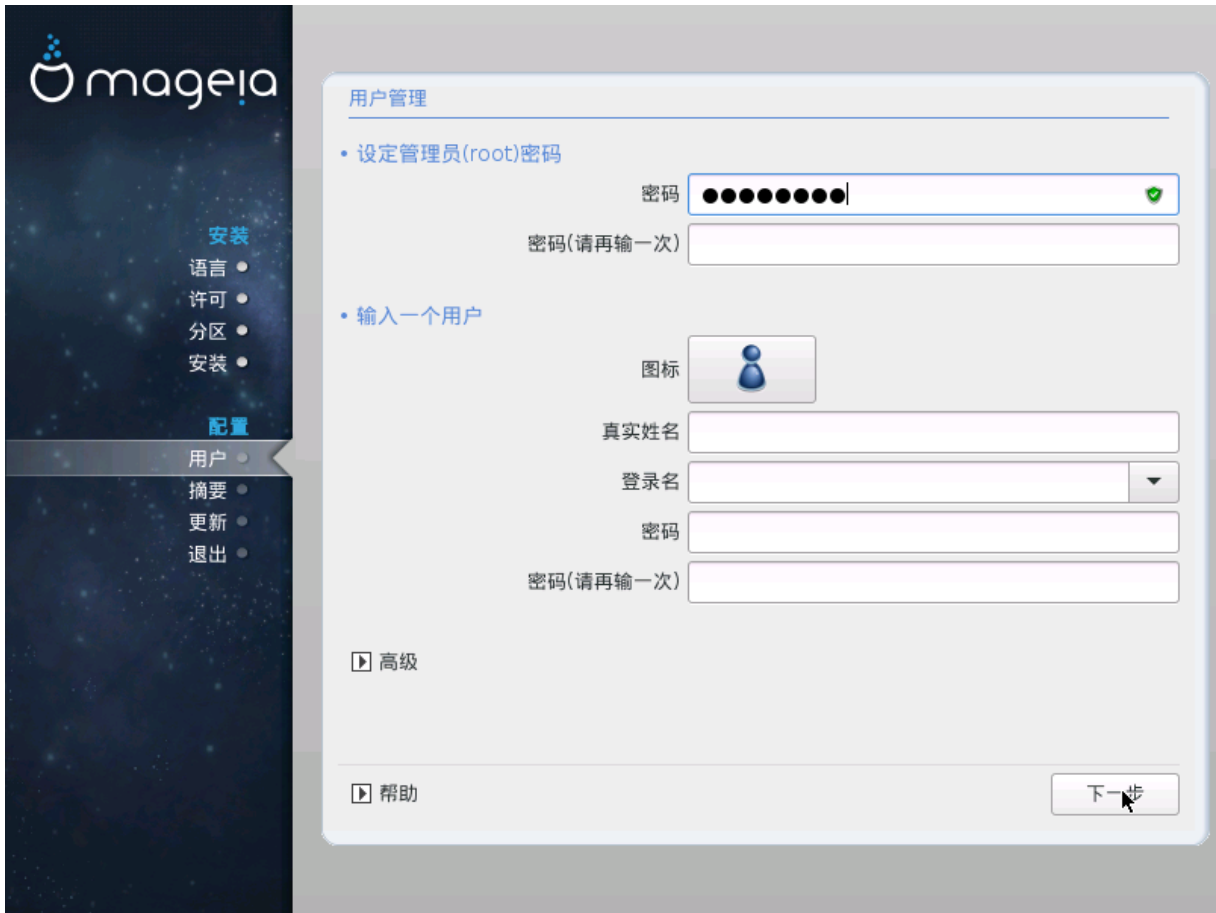 mageia
安装
语言
许可
分区
安装
配置
用户
摘要
更新
退出
用户管理
设定管理员(root)密码
密码
密码(请再输一次)
输入一个用户
图标
真实姓名
登录名
密码
密码(请再输一次)
高级
帮助
下一步